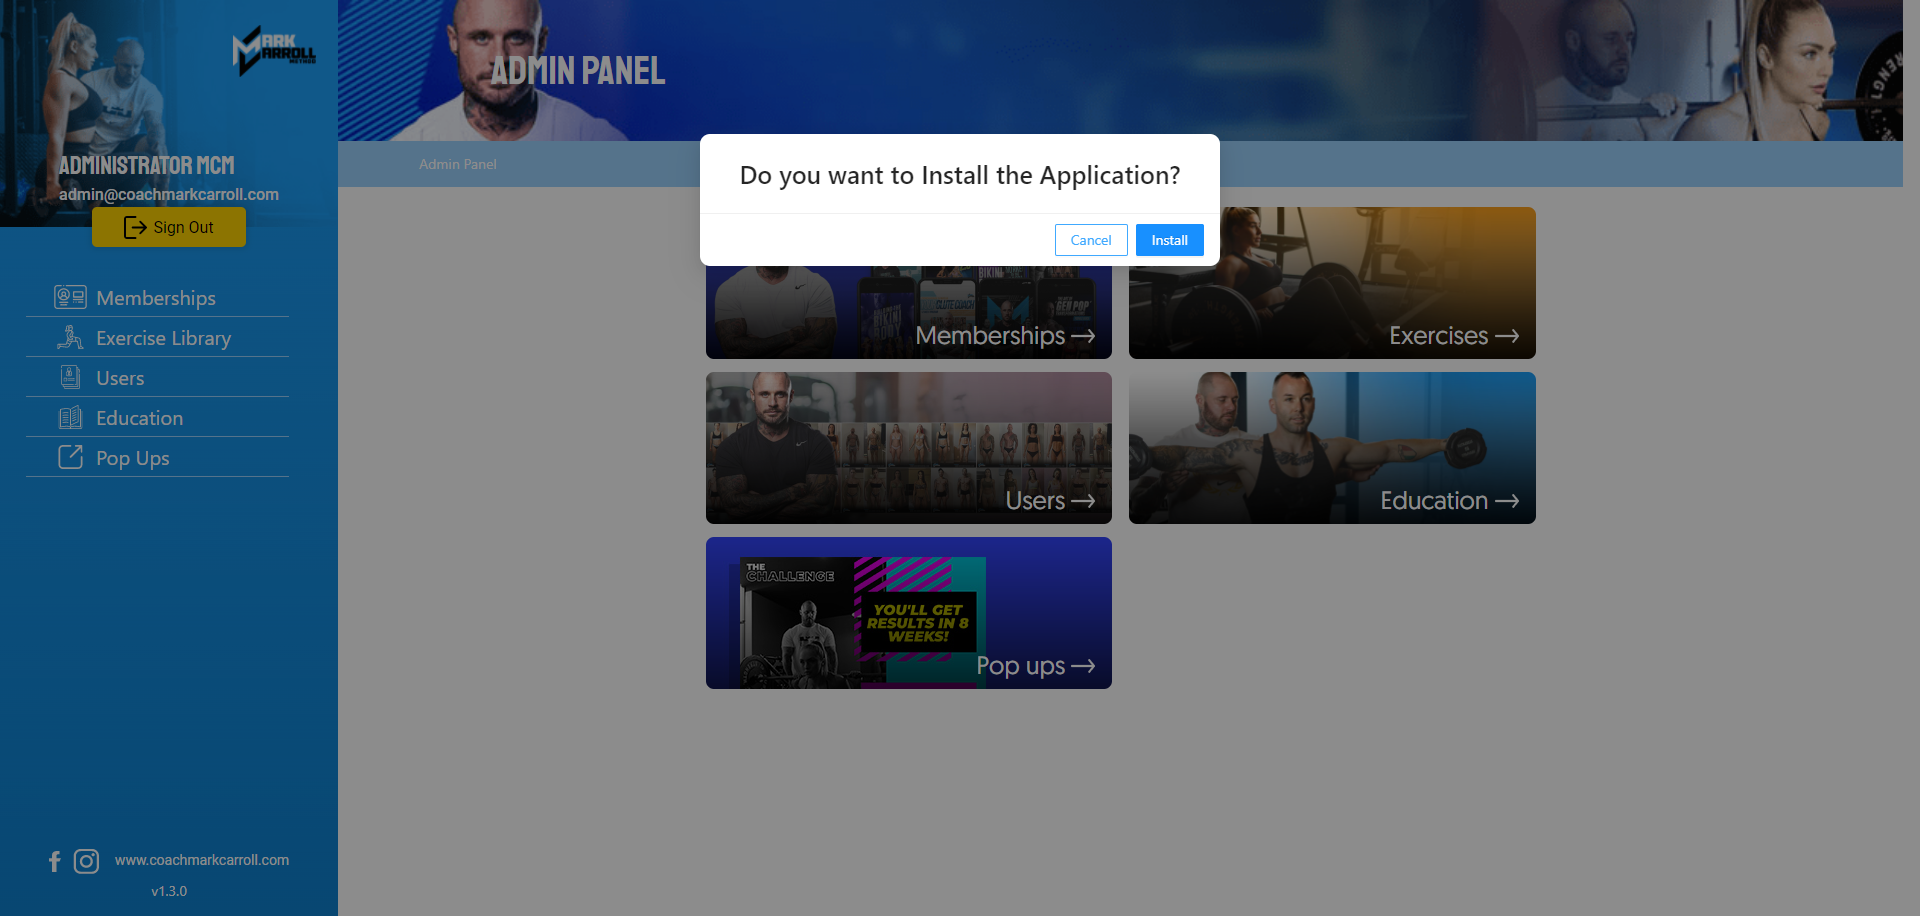 MARK
CARROLL
METHOD
ADMINISTRATOR MCM
admin@coachmarkcarroll.com
Sign Out
Memberships
Exercise Library
Users
Education
Pop Ups
www.coachmarkcarroll.com
v1.3.0
ADMIN PANEL
Admin Panel
Do you want to Install the Application?
Cancel
Install
Memberships
Exercises
Users
Education
THE
CHALLENGE
YOU'LL GET
RESULTS IN 8
WEEKS!
Pop ups